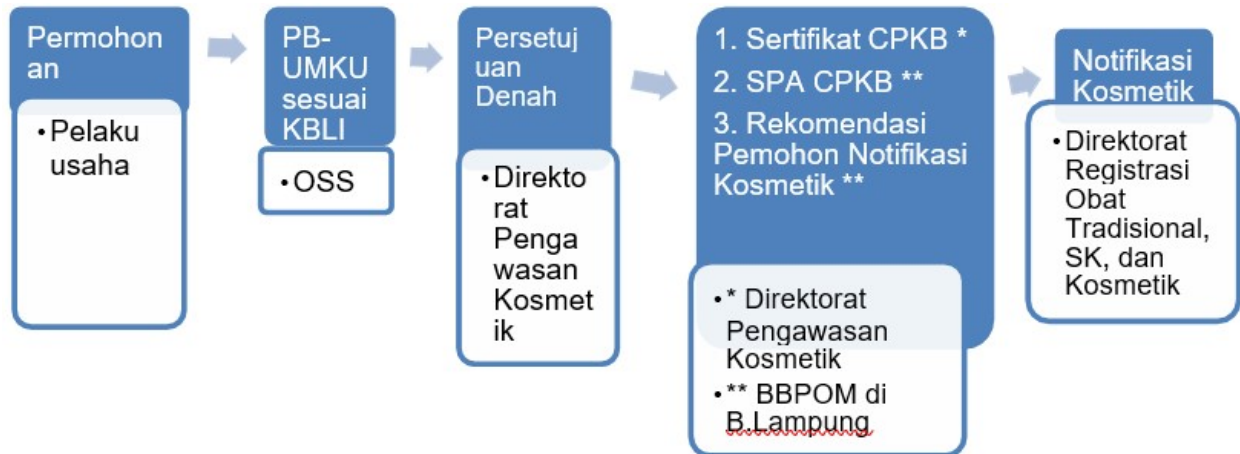 Permohon
an
• Pelaku
usaha
PB-
UMKU
sesuai
KBLI
• OSS
Persetuj
uan
Denah
• Direkto
rat
Penga
wasan
Kosmet
ik
1. Sertifikat CPKB *
2. SPA CPKB **
3. Rekomendasi
Pemohon Notifikasi
Kosmetik **
• * Direktorat
Pengawasan
Kosmetik
• ** BBPOM di
B.Lampung
Notifikasi
Kosmetik
• Direktorat
Registrasi
Obat
Tradisional,
SK, dan
Kosmetik